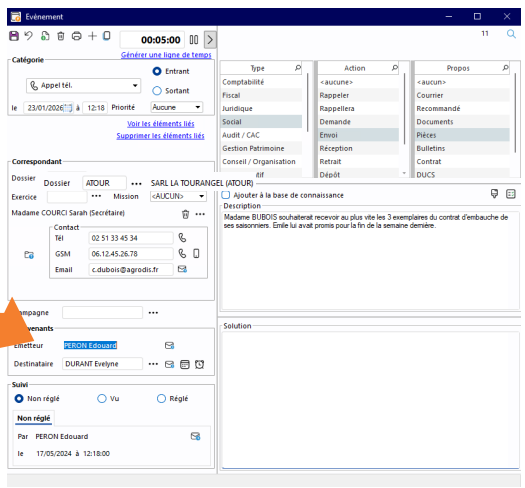 Evènement
00:05:00
11
Générer une ligne de temps
Catégorie
Appel tél.
Entrant
Sortant
le 23/01/2026 à 12:18 Priorité Aucune
Voir les éléments liés
Supprimer les éléments liés
Type Action Propos
Comptabilité <aucune> <aucun>
Fiscal Rappeler Courrier
Juridique Rappellera Recommandé
Social Demande Documents
Audit / CAC Envoi Pièces
Gestion Patrimoine Réception Bulletins
Conseil / Organisation Retrait Contrat
tif Dépôt DUCS
Correspondant
Dossier Dossier ATOUR ••• SARL LA TOURANGEL (ATOUR)
Exercice ••• Mission <AUCUN>
Madame COURCI Sarah (Secrétaire) •••
Contact
Tél 02 51 33 45 34
GSM 06.12.45.26.78
Email c.dubois@agrodis.fr
Ajouter à la base de connaissance
Description
Madame BUBOIS souhaterait recevoir au plus vite les 3 exemplaires du contrat d'embauche de
ses saisonniers. Emile lui avait promis pour la fin de la semaine dernière.
ampagne •••
venants
Emetteur PERON Edouard
Destinataire DURANT Evelyne •••
Solution
Suivi
Non réglé Vu Réglé
Non réglé
Par PERON Edouard
le 17/05/2024 à 12:18:00